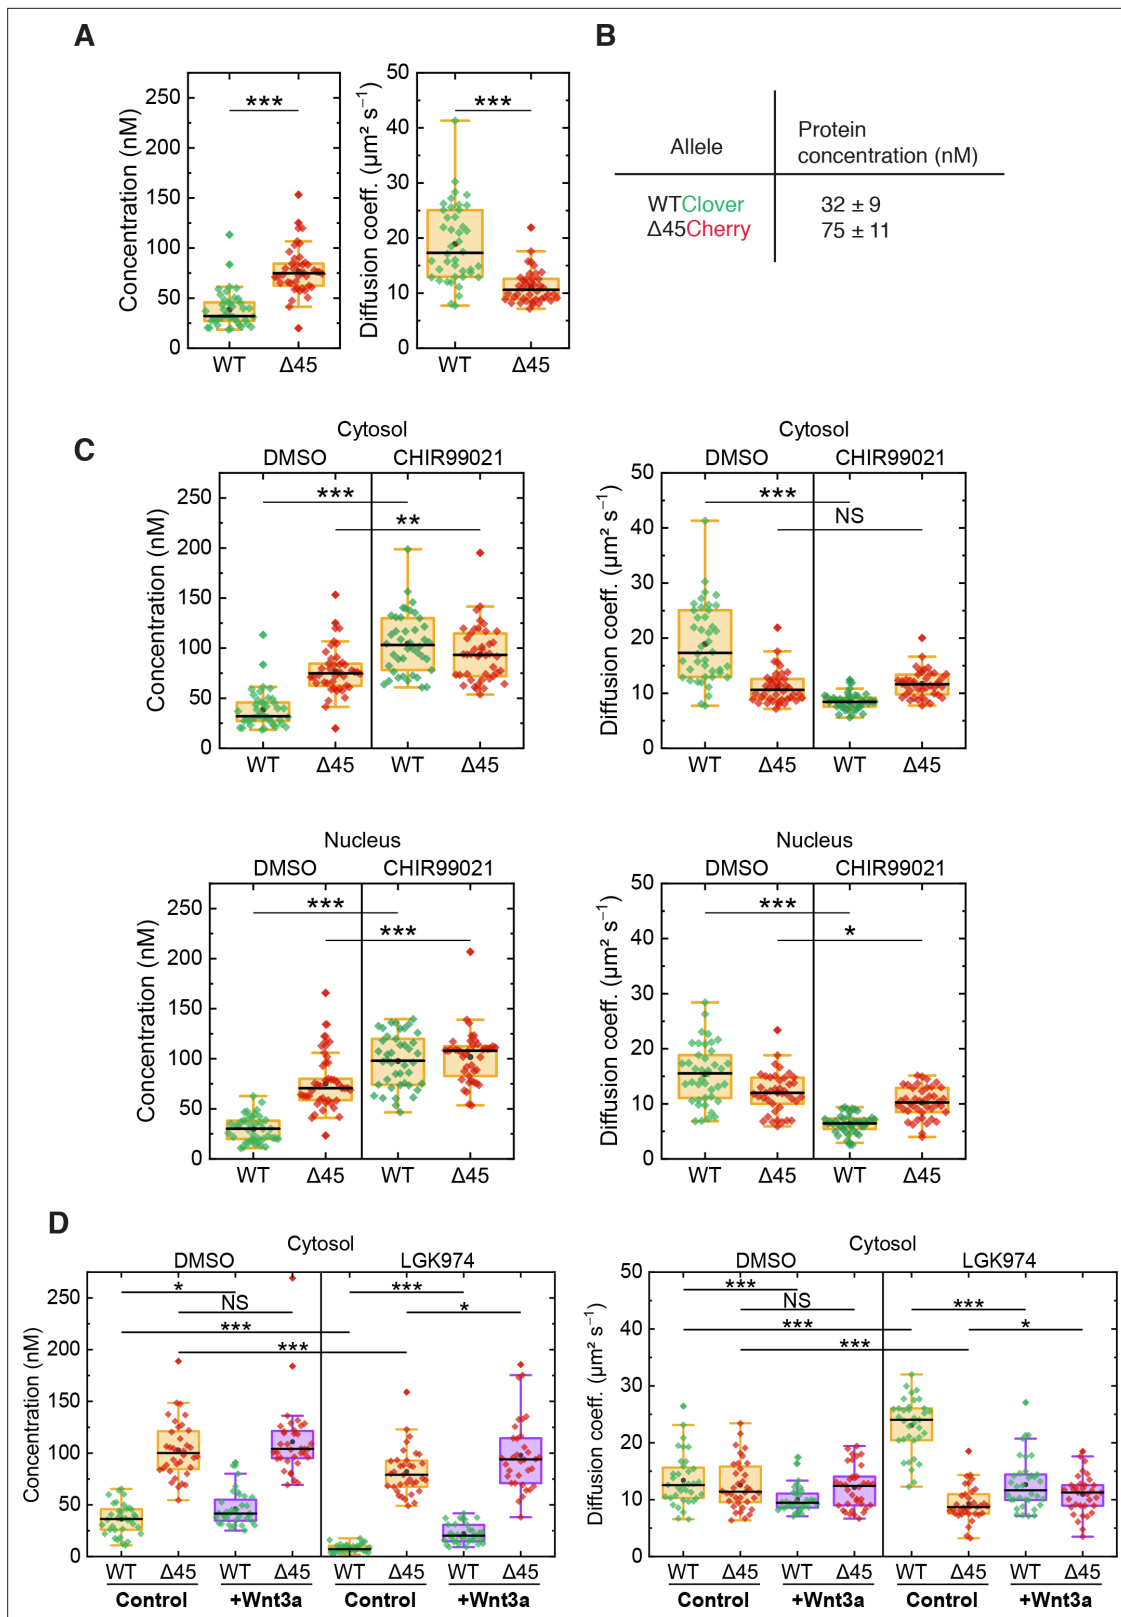 A
B
Concentration (nM)
250
200
150
100
50
0
***
WT
Δ45
Diffusion coeff. (µm² s⁻¹)
50
40
30
20
10
0
***
WT
Δ45
Allele
Protein
concentration (nM)
WTClover
32 ± 9
Δ45Cherry
75 ± 11
C
Cytosol
DMSO
CHIR99021
Concentration (nM)
250
200
150
100
50
0
***
**
WT
Δ45
WT
Δ45
Cytosol
DMSO
CHIR99021
Diffusion coeff. (µm² s⁻¹)
50
40
30
20
10
0
***
NS
WT
Δ45
WT
Δ45
Nucleus
DMSO
CHIR99021
Concentration (nM)
250
200
150
100
50
0
***
***
WT
Δ45
WT
Δ45
Nucleus
DMSO
CHIR99021
Diffusion coeff. (µm² s⁻¹)
50
40
30
20
10
0
***
*
WT
Δ45
WT
Δ45
D
Cytosol
DMSO
LGK974
Concentration (nM)
250
200
150
100
50
0
*
NS
***
***
***
*
WT Δ45 WT Δ45 WT Δ45 WT Δ45
Control +Wnt3a Control +Wnt3a
Cytosol
DMSO
LGK974
Diffusion coeff. (µm² s⁻¹)
50
40
30
20
10
0
***
NS
***
***
***
*
WT Δ45 WT Δ45 WT Δ45 WT Δ45
Control +Wnt3a Control +Wnt3a